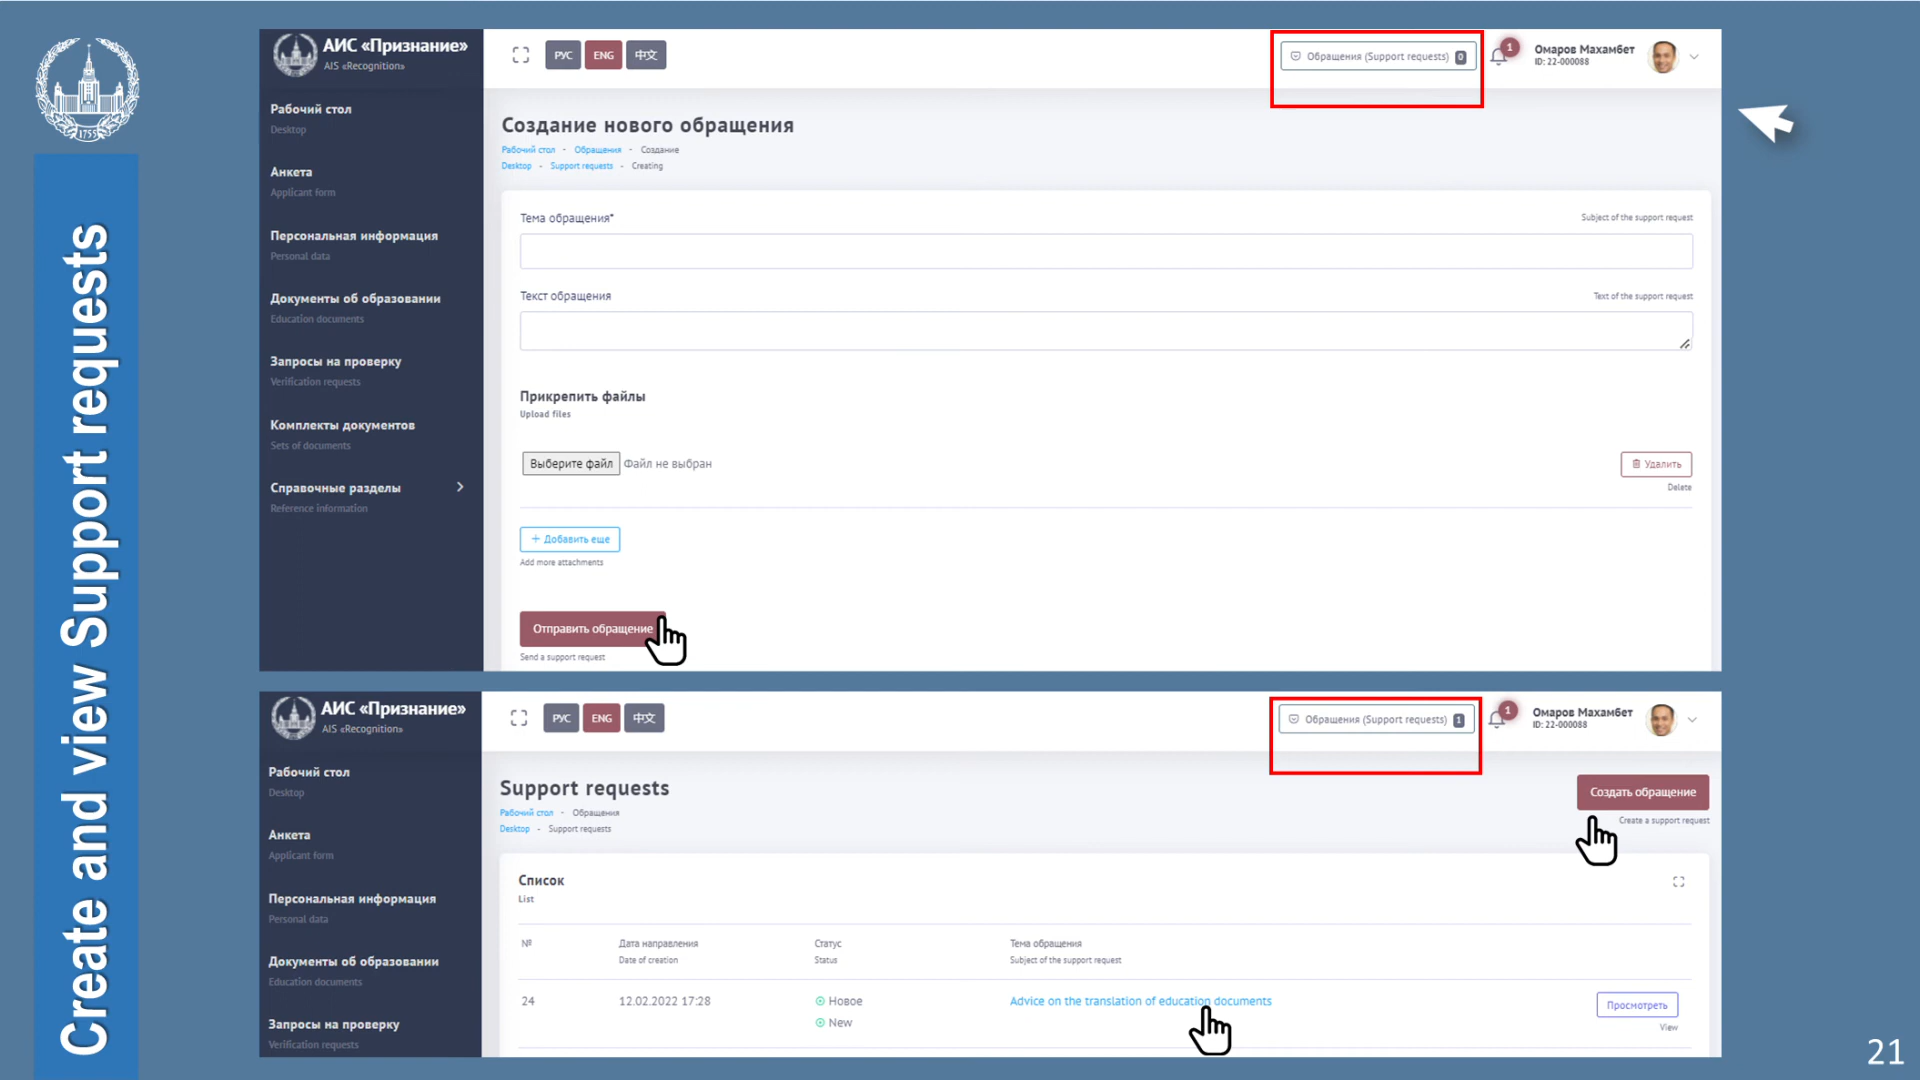 1755
Create and view Support requests
АИС «Признание»
AIS «Recognition»
Рабочий стол
Desktop
Анкета
Applicant form
Персональная информация
Personal data
Документы об образовании
Education documents
Запросы на проверку
Verification requests
Комплекты документов
Sets of documents
Справочные разделы
Reference information
РУС ENG 中文
Обращения (Support requests) 0
1
Омаров Махамбет
ID: 22-000088
Создание нового обращения
Рабочий стол - Обращения - Создание
Desktop - Support requests - Creating
Тема обращения* Subject of the support request
Текст обращения Text of the support request
Прикрепить файлы
Upload files
Выберите файл Файл не выбран Удалить
Delete
+ Добавить еще
Add more attachments
Отправить обращение
Send a support request
АИС «Признание»
AIS «Recognition»
Рабочий стол
Desktop
Анкета
Applicant form
Персональная информация
Personal data
Документы об образовании
Education documents
Запросы на проверку
Verification requests
РУС ENG 中文
Обращения (Support requests) 1
1
Омаров Махамбет
ID: 22-000088
Support requests
Рабочий стол - Обращения
Desktop - Support requests
Создать обращение
Create a support request
Список
List
№ Дата направления Статус Тема обращения
Date of creation Status Subject of the support request
24 12.02.2022 17:28 Новое Advice on the translation of education documents Просмотреть
New View
21